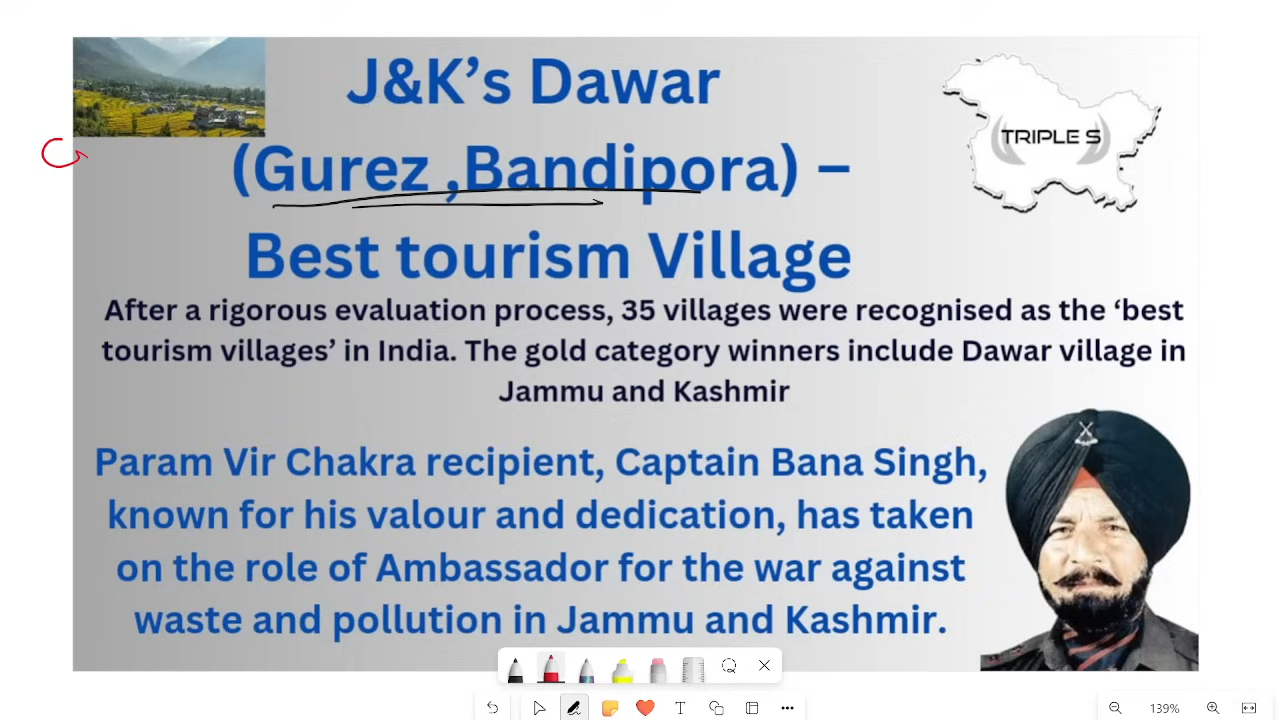 J&K's Dawar
TRIPLE S
(Gurez ,Bandipora) –
Best tourism Village
After a rigorous evaluation process, 35 villages were recognised as the ‘best
tourism villages’ in India. The gold category winners include Dawar village in
Jammu and Kashmir
Param Vir Chakra recipient, Captain Bana Singh,
known for his valour and dedication, has taken
on the role of Ambassador for the war against
waste and pollution in Jammu and Kashmir.
139%